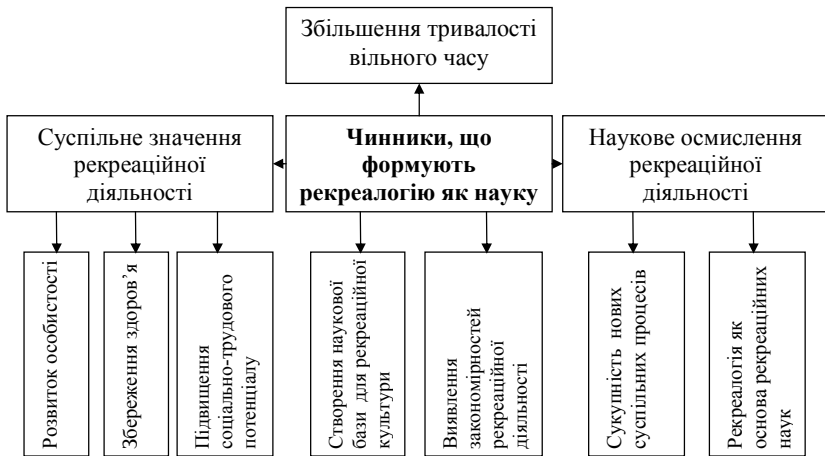 Збільшення тривалості
вільного часу
Суспільне значення
рекреаційної
діяльності
Чинники, що
формують
рекреалогію як науку
Наукове осмислення
рекреаційної
діяльності
Розвиток особистості
Збереження здоров’я
Підвищення
соціально-трудового
потенціалу
Створення наукової
бази для рекреаційної
культури
Виявлення
закономірностей
рекреаційної
діяльності
Сукупність нових
суспільних процесів
Рекреалогія як
основа рекреаційних
наук